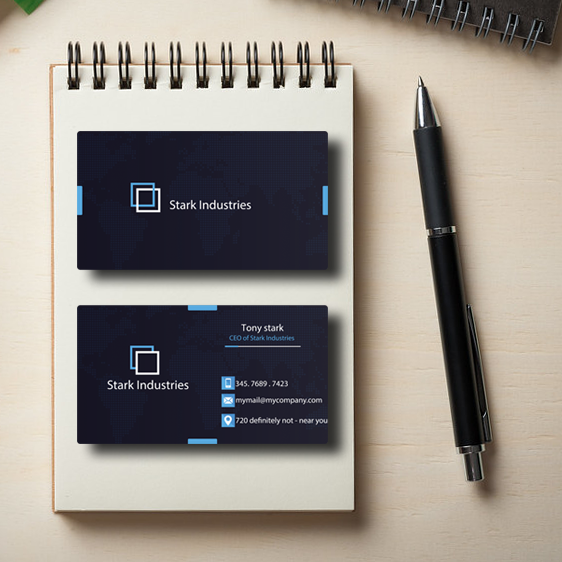 Stark Industries
Tony stark
CEO of Stark Industries
Stark Industries
345. 7689 . 7423
mymail@mycompany.com
720 definitely not - near you